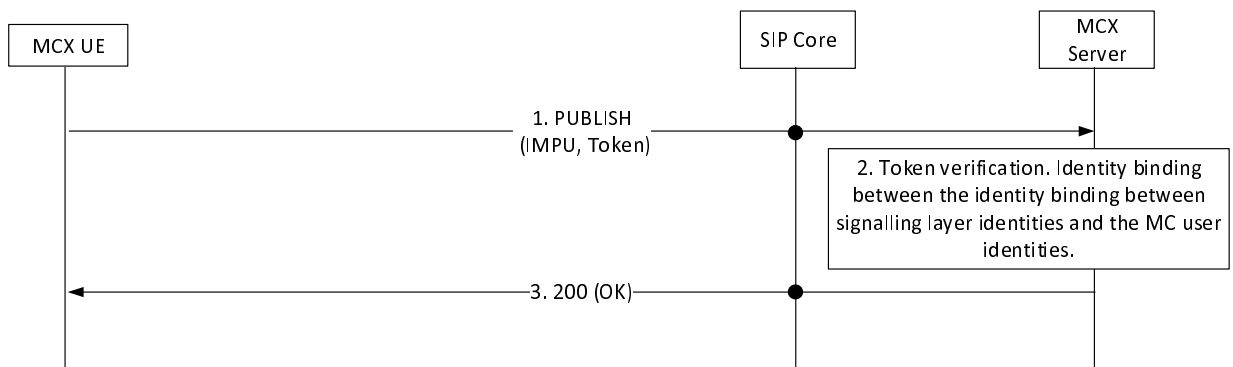 MCX UE
SIP Core
MCX
Server
1. PUBLISH
(IMPU, Token)
2. Token verification. Identity binding
between the identity binding between
signalling layer identities and the MC user
identities.
3. 200 (OK)